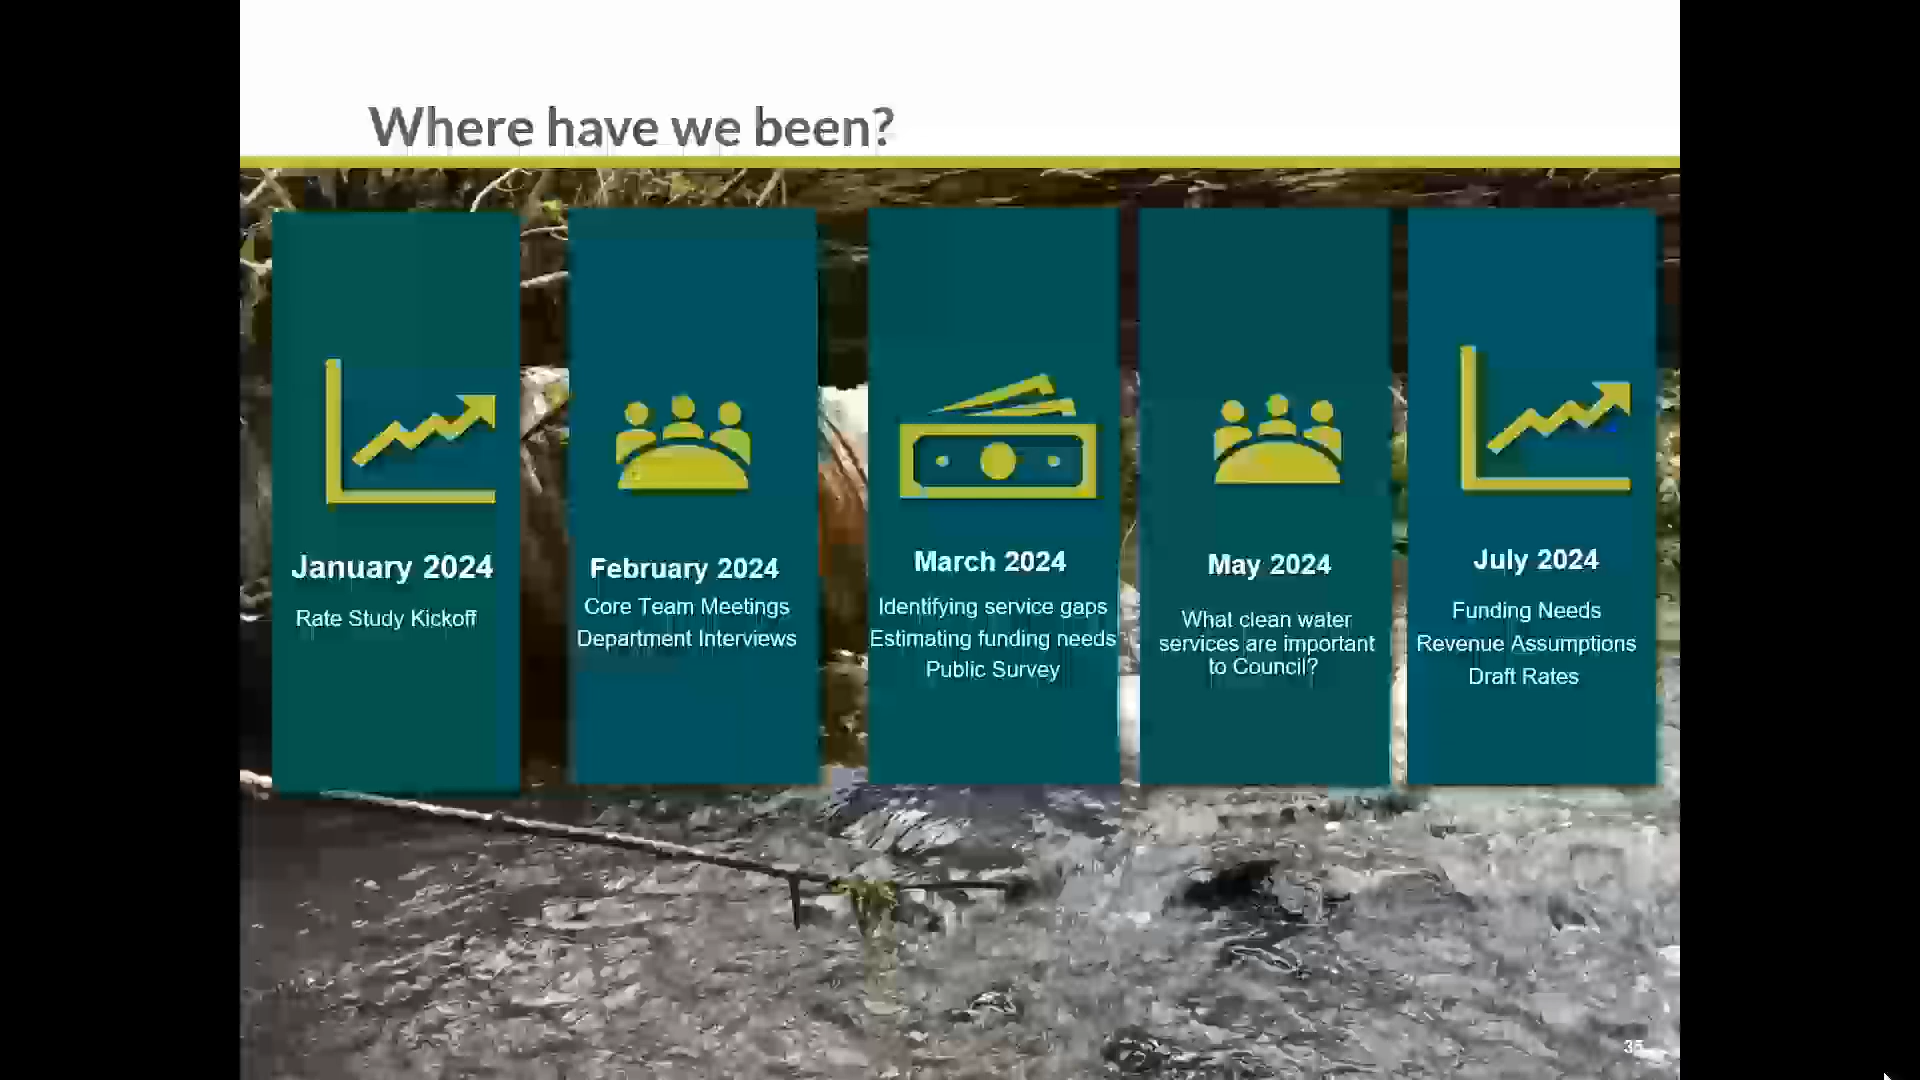 Where have we been?
January 2024
Rate Study Kickoff
February 2024
Core Team Meetings
Department Interviews
March 2024
Identifying service gaps
Estimating funding needs
Public Survey
May 2024
What clean water
services are important
to Council?
July 2024
Funding Needs
Revenue Assumptions
Draft Rates
35